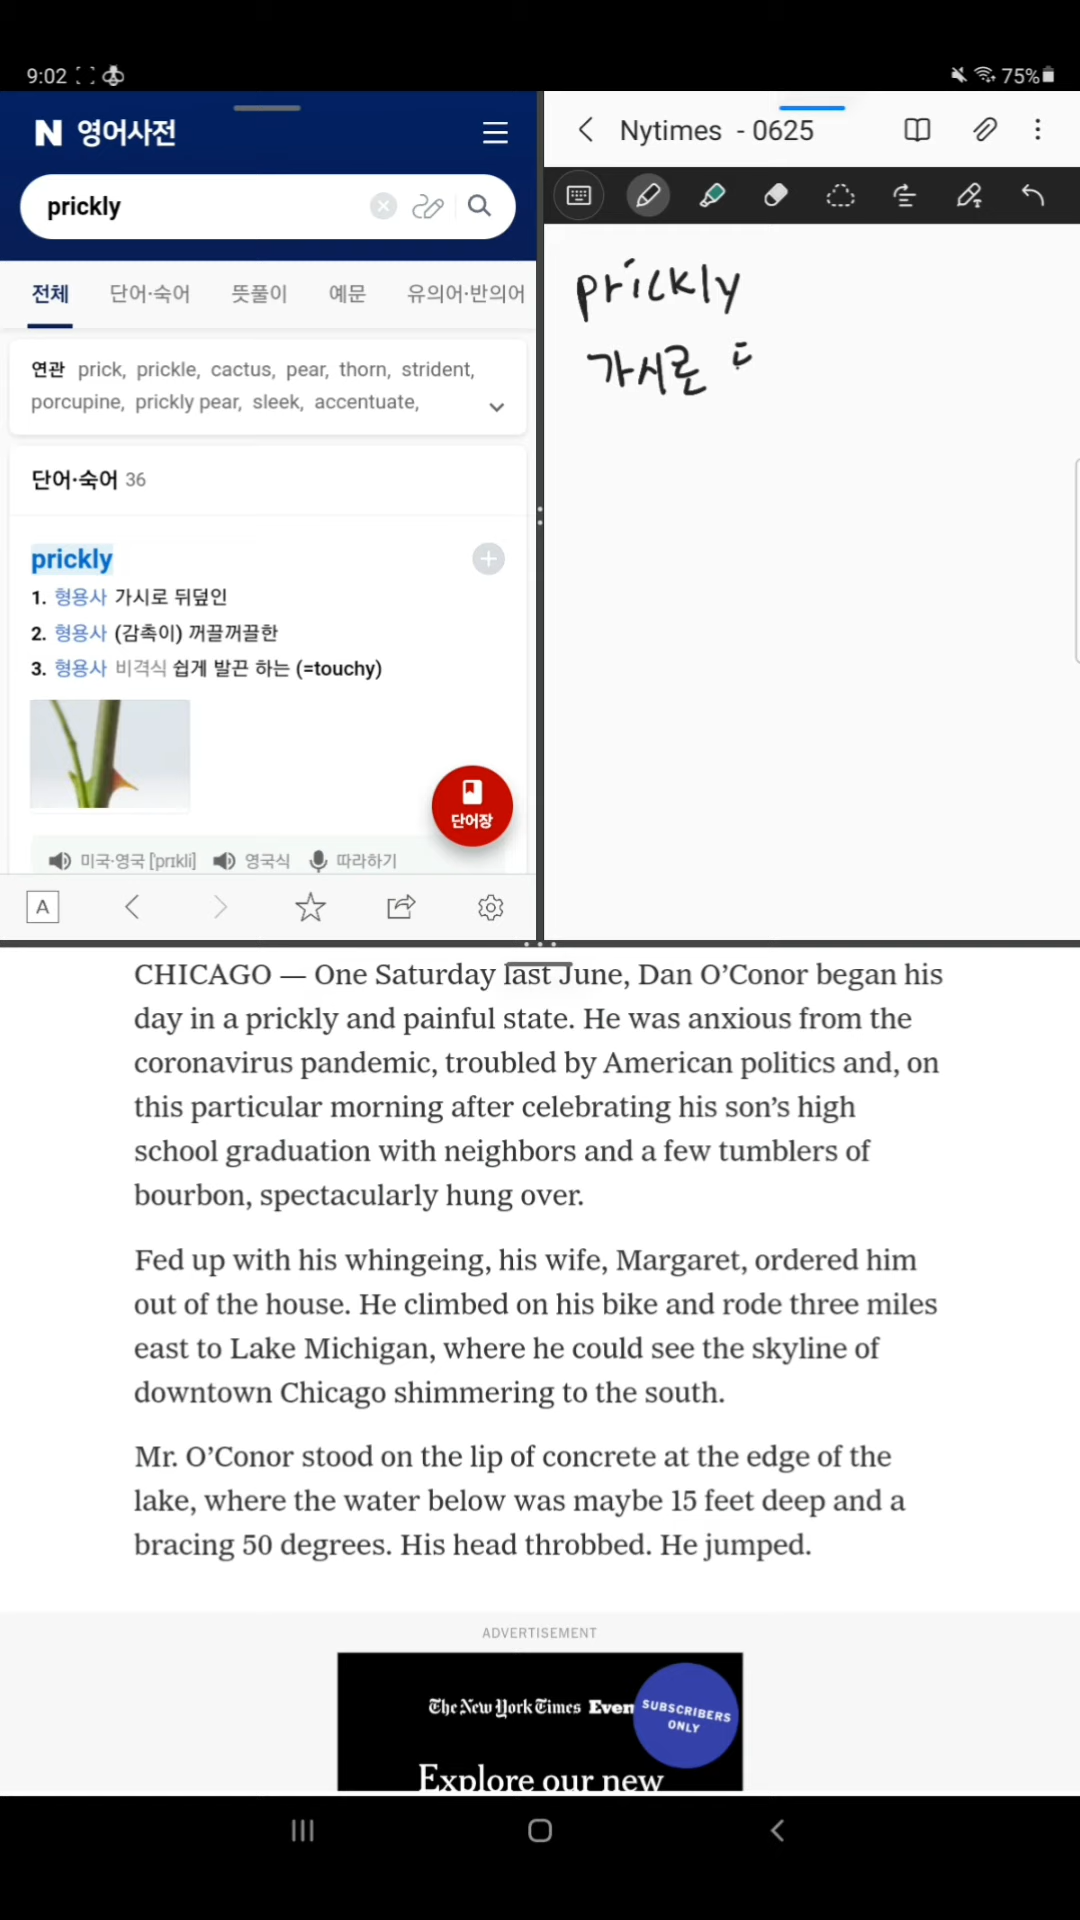 9:02
75%
N 영어사전
prickly
전체 단어·숙어 뜻풀이 예문 유의어·반의어
연관 prick, prickle, cactus, pear, thorn, strident,
porcupine, prickly pear, sleek, accentuate,
단어·숙어 36
prickly
1. 형용사 가시로 뒤덮인
2. 형용사 (감촉이) 꺼끌꺼끌한
3. 형용사 비격식 쉽게 발끈 하는 (=touchy)
단어장
미국·영국 ['prɪkli] 영국식 따라하기
A
Nytimes - 0625
prickly
가시로
CHICAGO — One Saturday last June, Dan O’Conor began his
day in a prickly and painful state. He was anxious from the
coronavirus pandemic, troubled by American politics and, on
this particular morning after celebrating his son’s high
school graduation with neighbors and a few tumblers of
bourbon, spectacularly hung over.
Fed up with his whingeing, his wife, Margaret, ordered him
out of the house. He climbed on his bike and rode three miles
east to Lake Michigan, where he could see the skyline of
downtown Chicago shimmering to the south.
Mr. O’Conor stood on the lip of concrete at the edge of the
lake, where the water below was maybe 15 feet deep and a
bracing 50 degrees. His head throbbed. He jumped.
ADVERTISEMENT
The New York Times Even
SUBSCRIBERS
ONLY
Explore our new